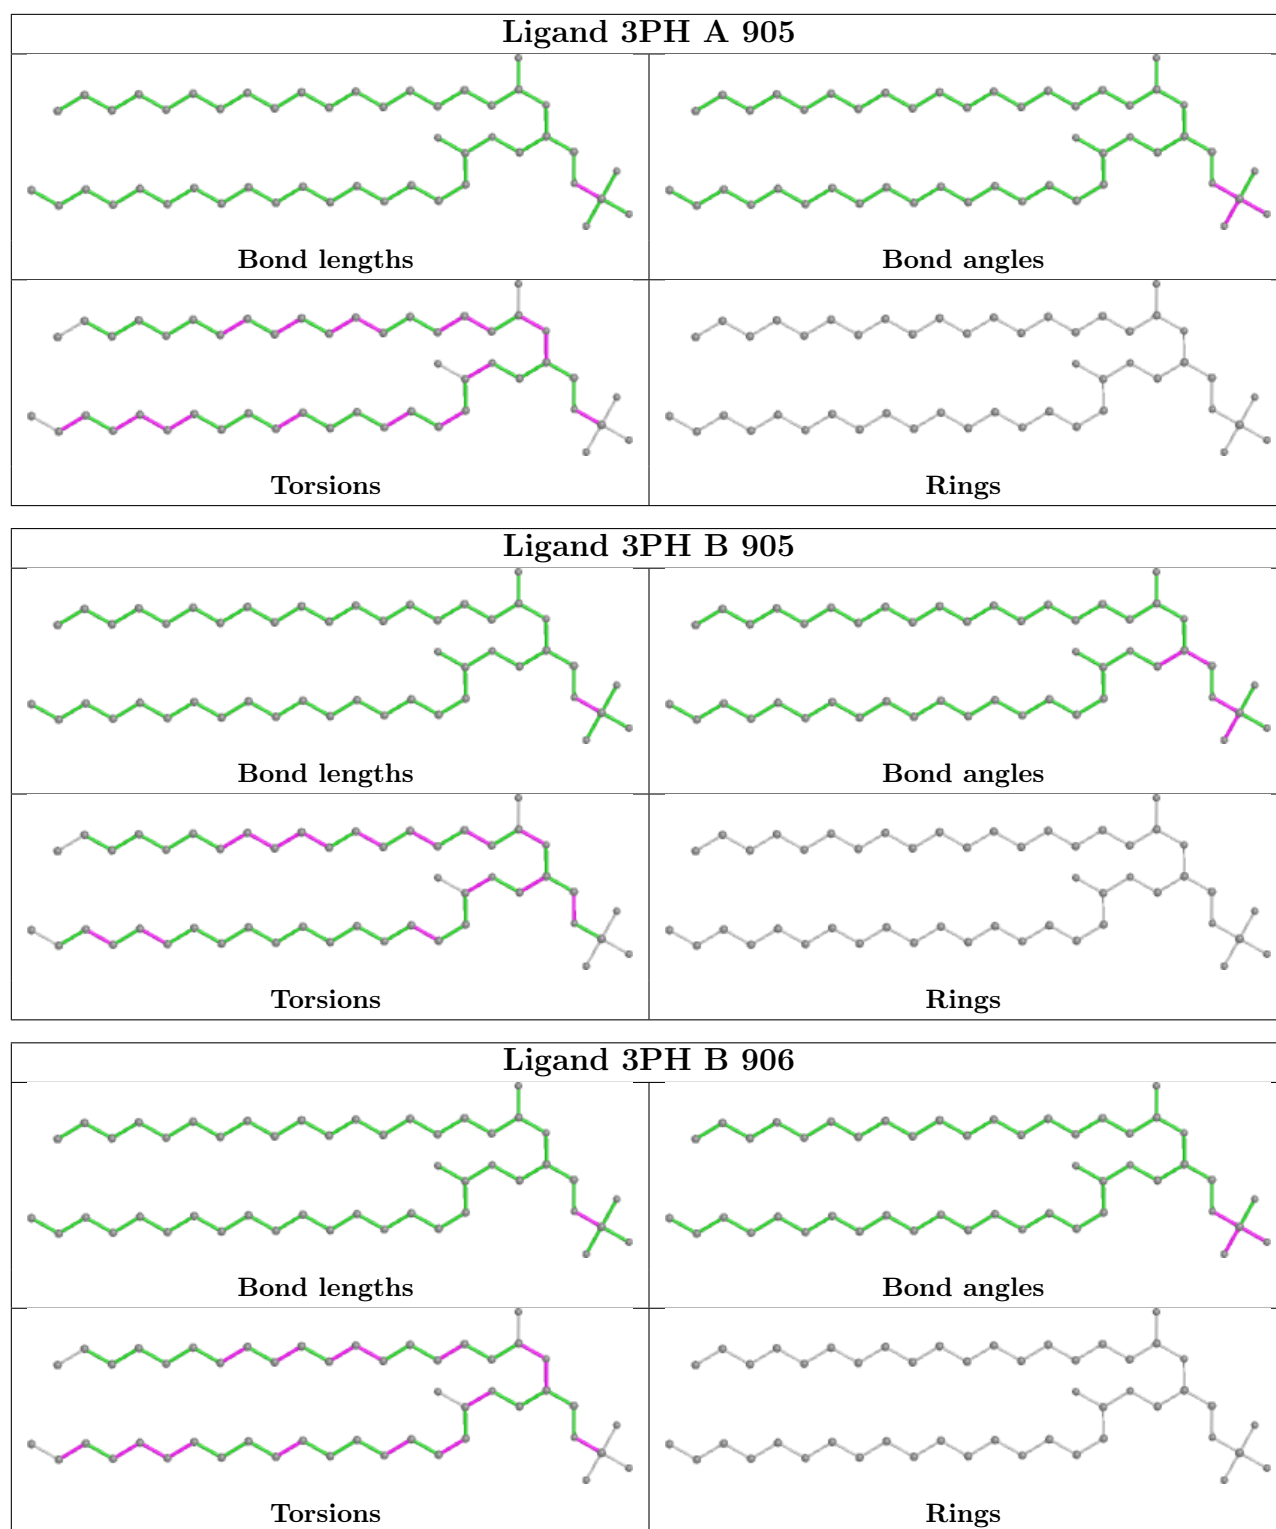 Ligand 3PH A 905
Bond lengths
Bond angles
Torsions
Rings
Ligand 3PH B 905
Bond lengths
Bond angles
Torsions
Rings
Ligand 3PH B 906
Bond lengths
Bond angles
Torsions
Rings